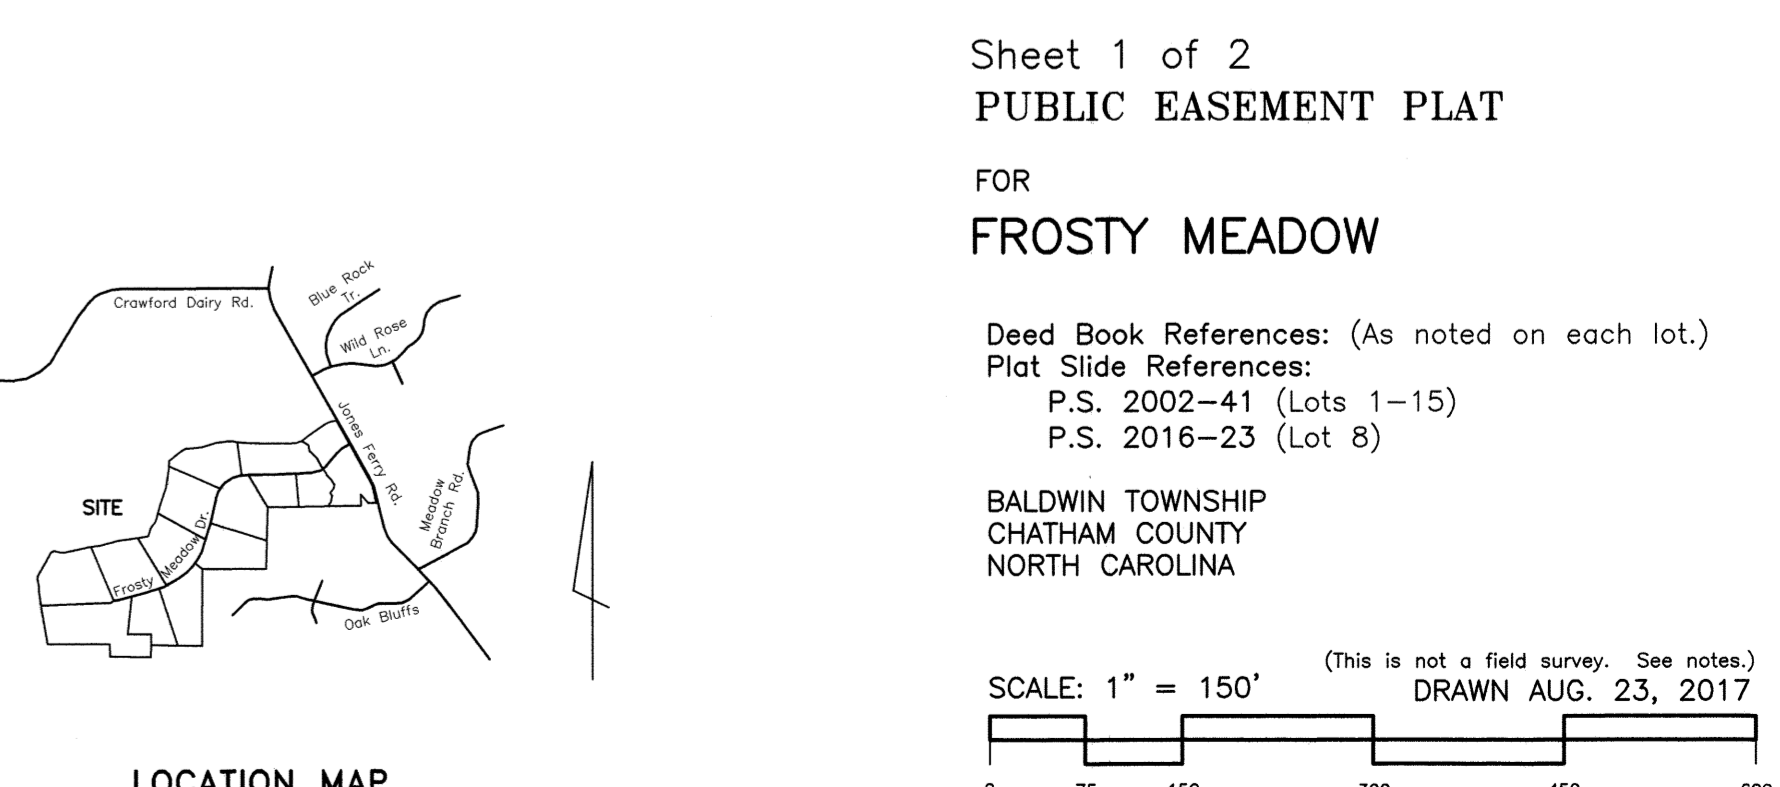 Sheet 1 of 2
PUBLIC EASEMENT PLAT
FOR
FROSTY MEADOW
Deed Book References: (As noted on each lot.)
Plat Slide References:
P.S. 2002-41 (Lots 1-15)
P.S. 2016-23 (Lot 8)
BALDWIN TOWNSHIP
CHATHAM COUNTY
NORTH CAROLINA
(This is not a field survey. See notes.)
SCALE: 1" = 150'
DRAWN AUG. 23, 2017
Crawford Dairy Rd.
Blue Rock
Tr.
Wild Rose
Ln.
Jones Ferry Rd.
Meadow
Branch Rd.
SITE
Frosty Meadow Dr.
Oak Bluffs
LOCATION MAP